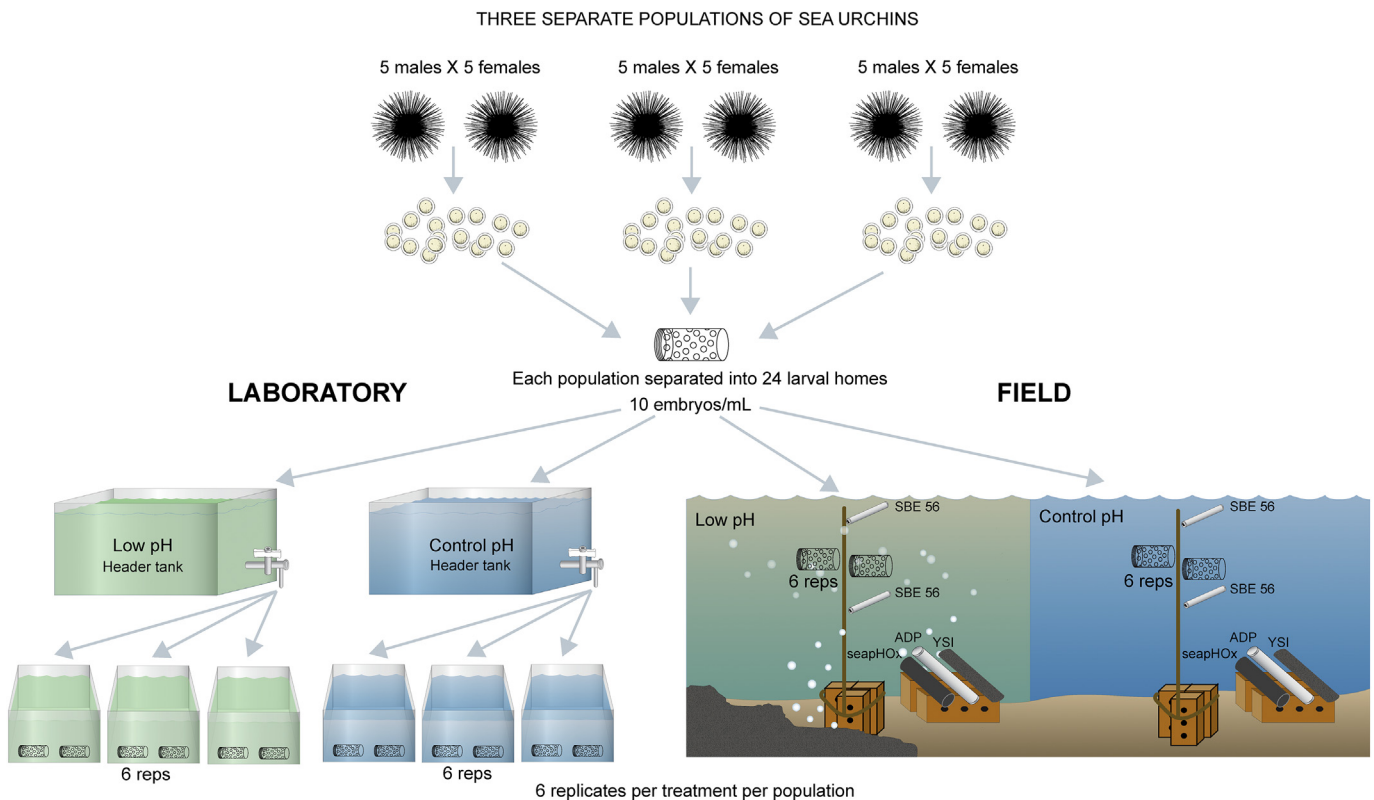 THREE SEPARATE POPULATIONS OF SEA URCHINS
5 males X 5 females
5 males X 5 females
5 males X 5 females
Each population separated into 24 larval homes
10 embryos/mL
LABORATORY
FIELD
Low pH
Header tank
Control pH
Header tank
6 reps
6 reps
Low pH
SBE 56
6 reps
SBE 56
ADP
YSI
seapHOx
Control pH
SBE 56
6 reps
SBE 56
ADP
YSI
seapHOx
6 replicates per treatment per population